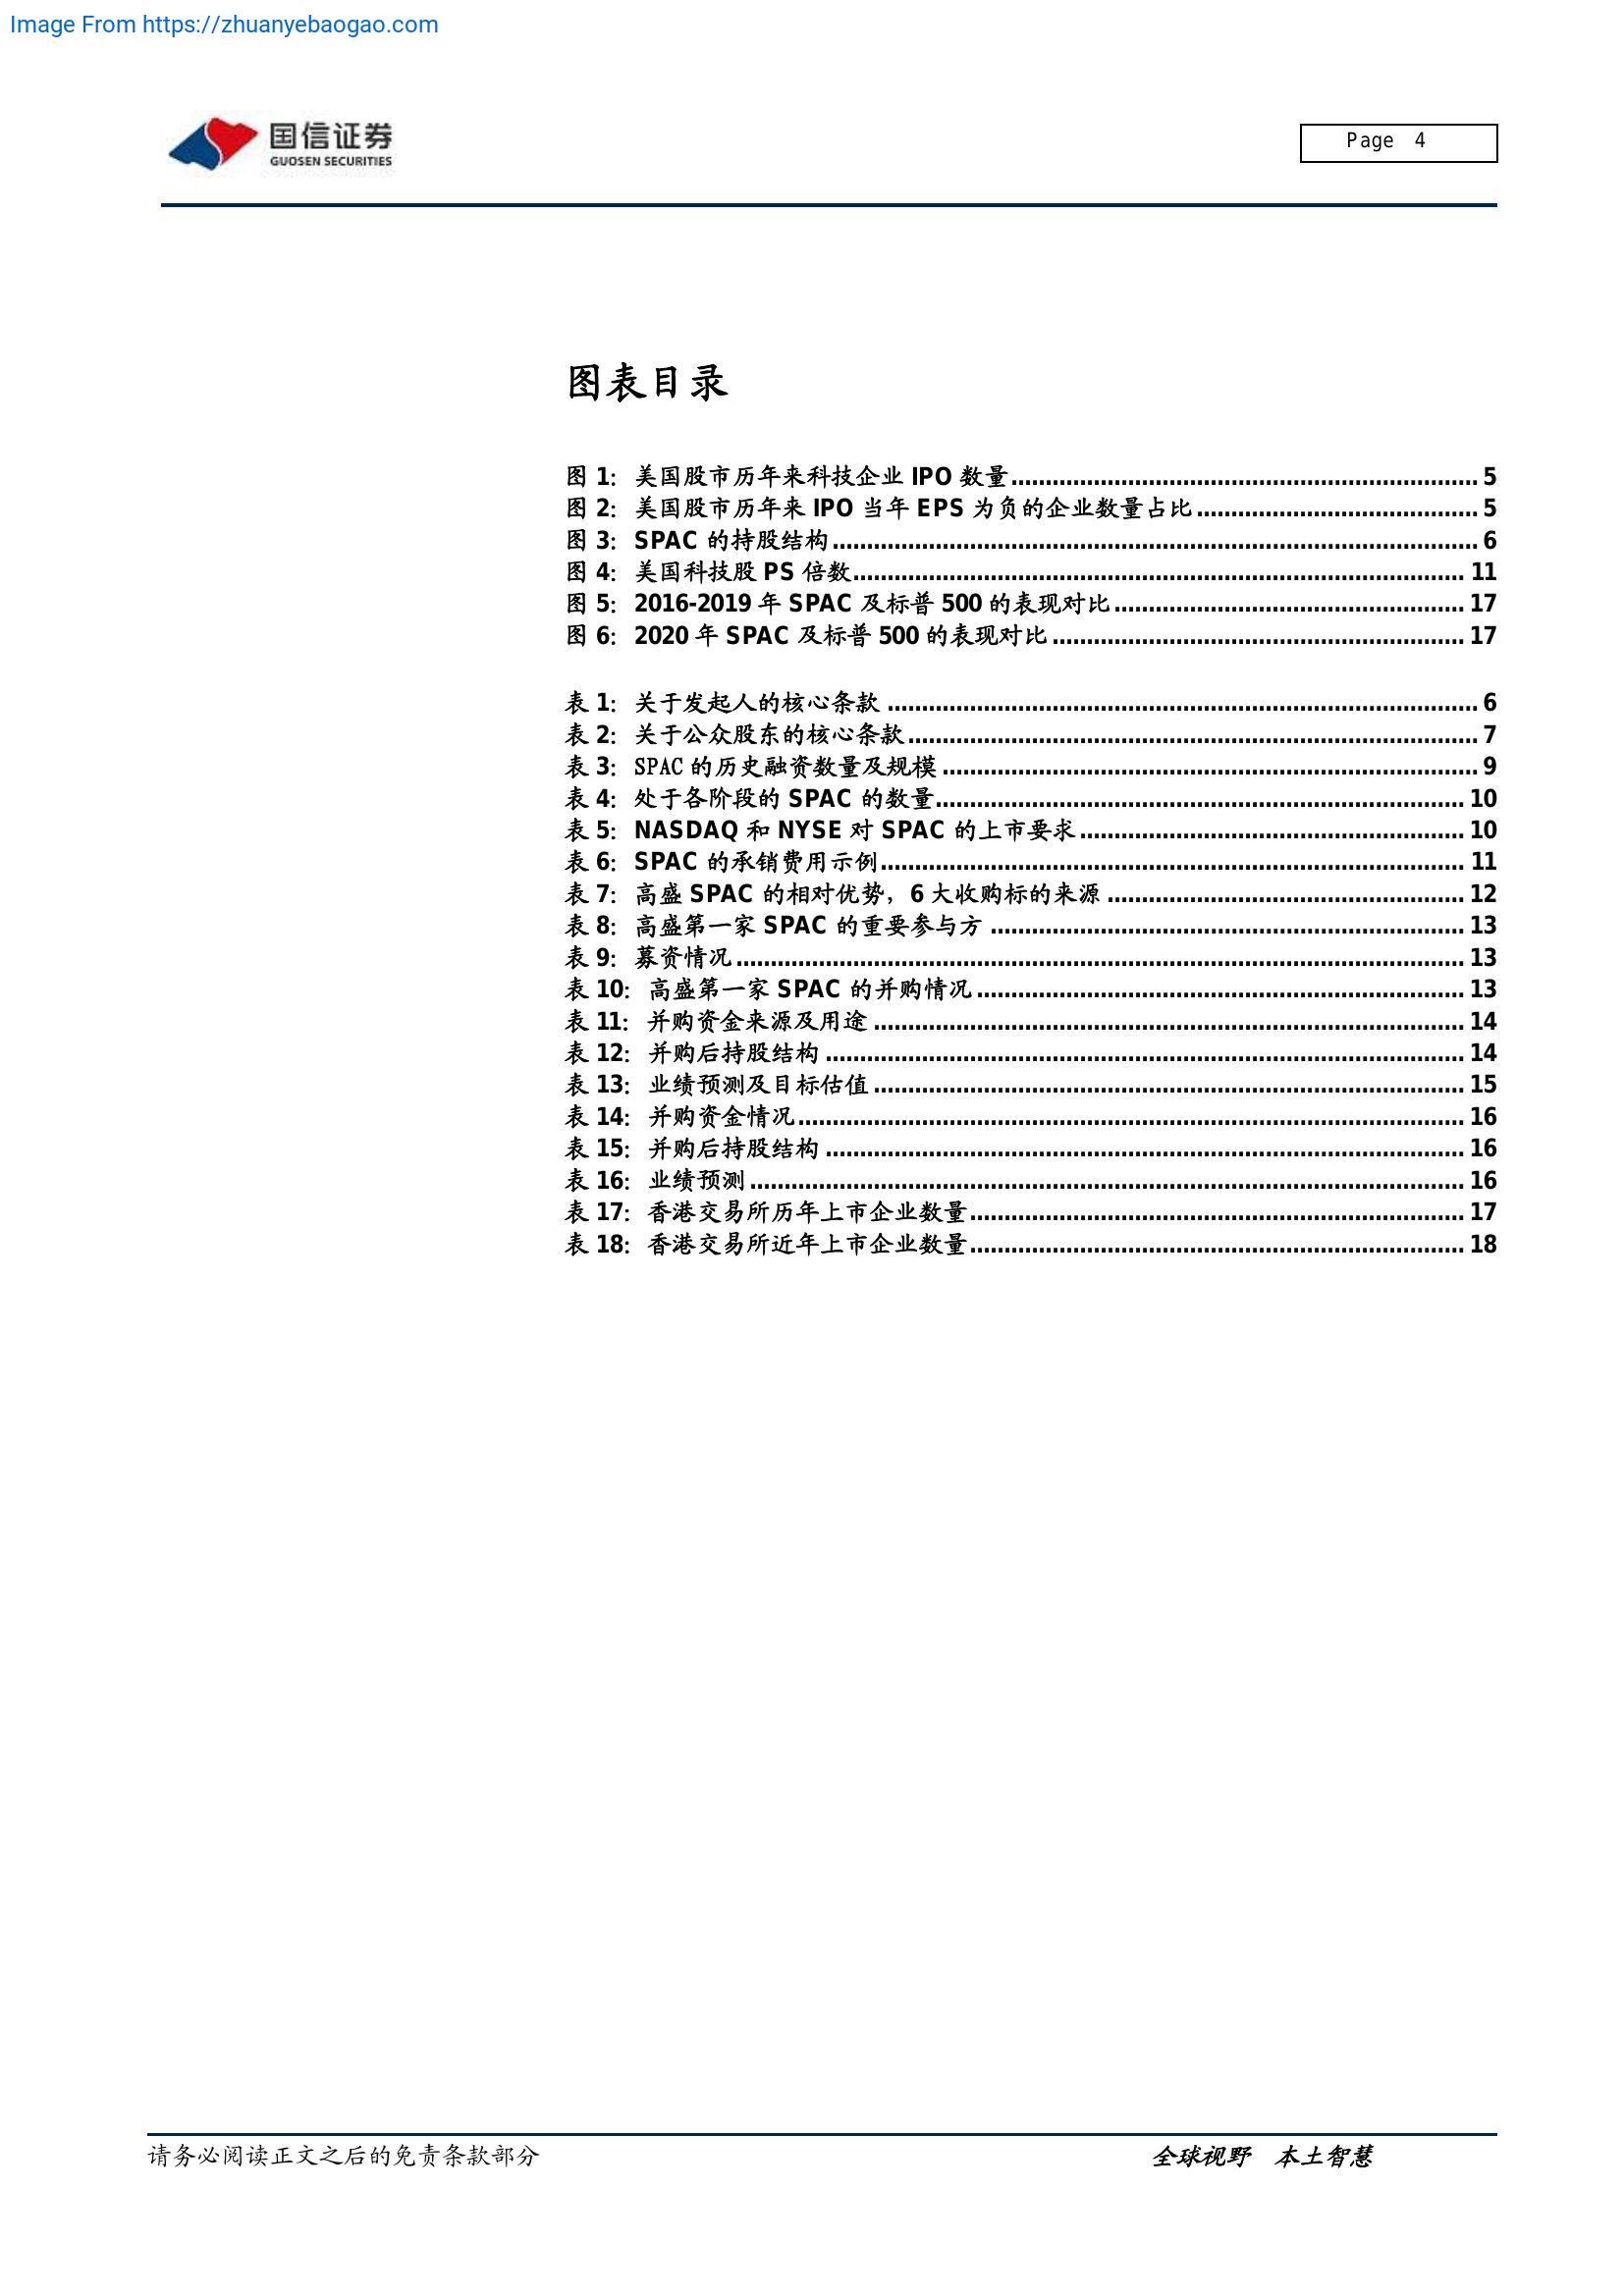 Image From https://zhuanyebaogao.com
国信证券
GUOSEN SECURITIES
Page 4
图表目录
图 1: 美国股市历年来科技企业 IPO 数量 5
图 2: 美国股市历年来 IPO 当年 EPS 为负的企业数量占比 5
图 3: SPAC 的持股结构 6
图 4: 美国科技股 PS 倍数 11
图 5: 2016-2019 年 SPAC 及标普 500 的表现对比 17
图 6: 2020 年 SPAC 及标普 500 的表现对比 17
表 1: 关于发起人的核心条款 6
表 2: 关于公众股东的核心条款 7
表 3: SPAC 的历史融资数量及规模 9
表 4: 处于各阶段的 SPAC 的数量 10
表 5: NASDAQ 和 NYSE 对 SPAC 的上市要求 10
表 6: SPAC 的承销费用示例 11
表 7: 高盛 SPAC 的相对优势，6 大收购标的来源 12
表 8: 高盛第一家 SPAC 的重要参与方 13
表 9: 募资情况 13
表 10: 高盛第一家 SPAC 的并购情况 13
表 11: 并购资金来源及用途 14
表 12: 并购后持股结构 14
表 13: 业绩预测及目标估值 15
表 14: 并购资金情况 16
表 15: 并购后持股结构 16
表 16: 业绩预测 16
表 17: 香港交易所历年上市企业数量 17
表 18: 香港交易所近年上市企业数量 18
请务必阅读正文之后的免责条款部分
全球视野 本土智慧